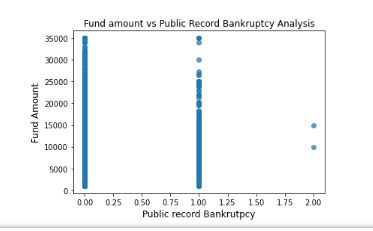 Fund amount vs Public Record Bankruptcy Analysis
35000
30000
25000
20000
15000
10000
5000
0
Fund Amount
0.00 0.25 0.50 0.75 1.00 1.25 1.50 1.75 2.00
Public record Bankrutpcy